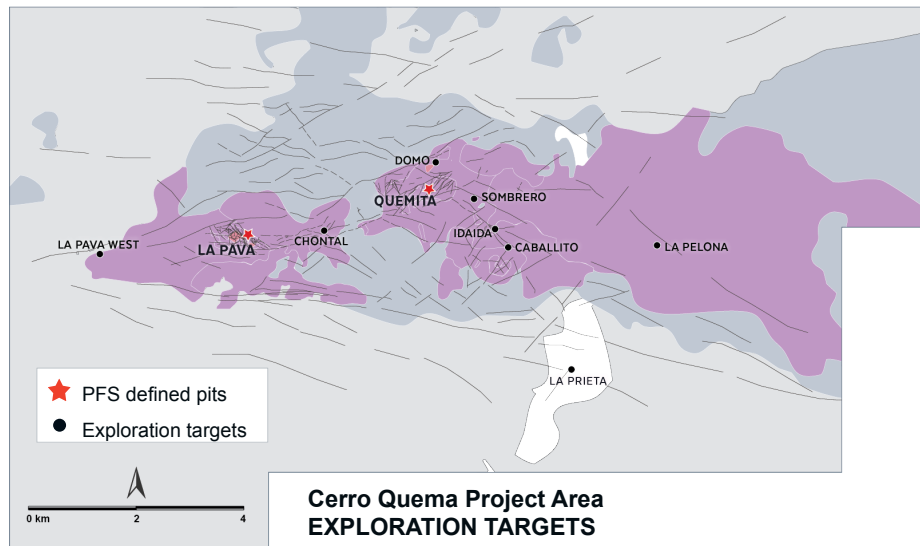 DOMO
QUEMITA
SOMBRERO
IDAIDA
CABALLITO
LA PELONA
LA PAVA WEST
LA PAVA
CHONTAL
LA PRIETA
PFS defined pits
Exploration targets
0 km
2
4
Cerro Quema Project Area
EXPLORATION TARGETS